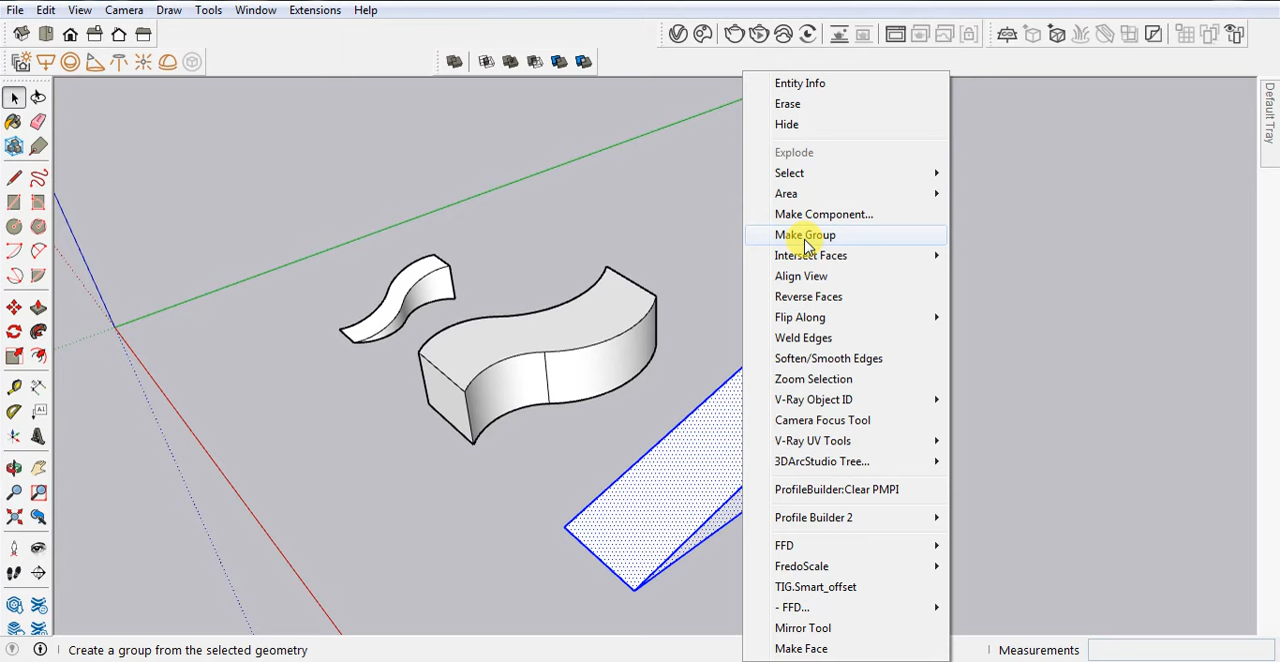 File Edit View Camera Draw Tools Window Extensions Help
Default Tray
Entity Info
Erase
Hide
Explode
Select
Area
Make Component...
Make Group
Intersect Faces
Align View
Reverse Faces
Flip Along
Weld Edges
Soften/Smooth Edges
Zoom Selection
V-Ray Object ID
Camera Focus Tool
V-Ray UV Tools
3DArcStudio Tree...
ProfileBuilder:Clear PMPI
Profile Builder 2
FFD
FredoScale
TIG.Smart_offset
- FFD...
Mirror Tool
Make Face
Create a group from the selected geometry
Measurements